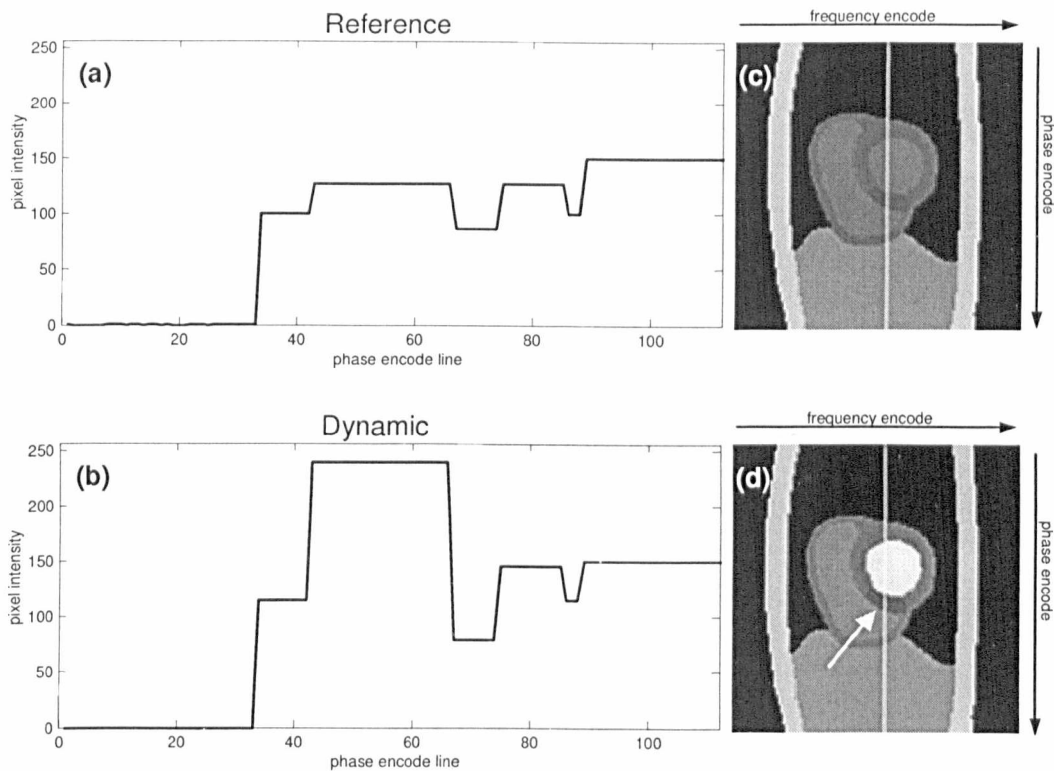 Reference
(a)
250
200
150
100
50
0
pixel intensity
0 20 40 60 80 100
phase encode line
frequency encode
(c)
phase encode
Dynamic
(b)
250
200
150
100
50
0
pixel intensity
0 20 40 60 80 100
phase encode line
frequency encode
(d)
phase encode